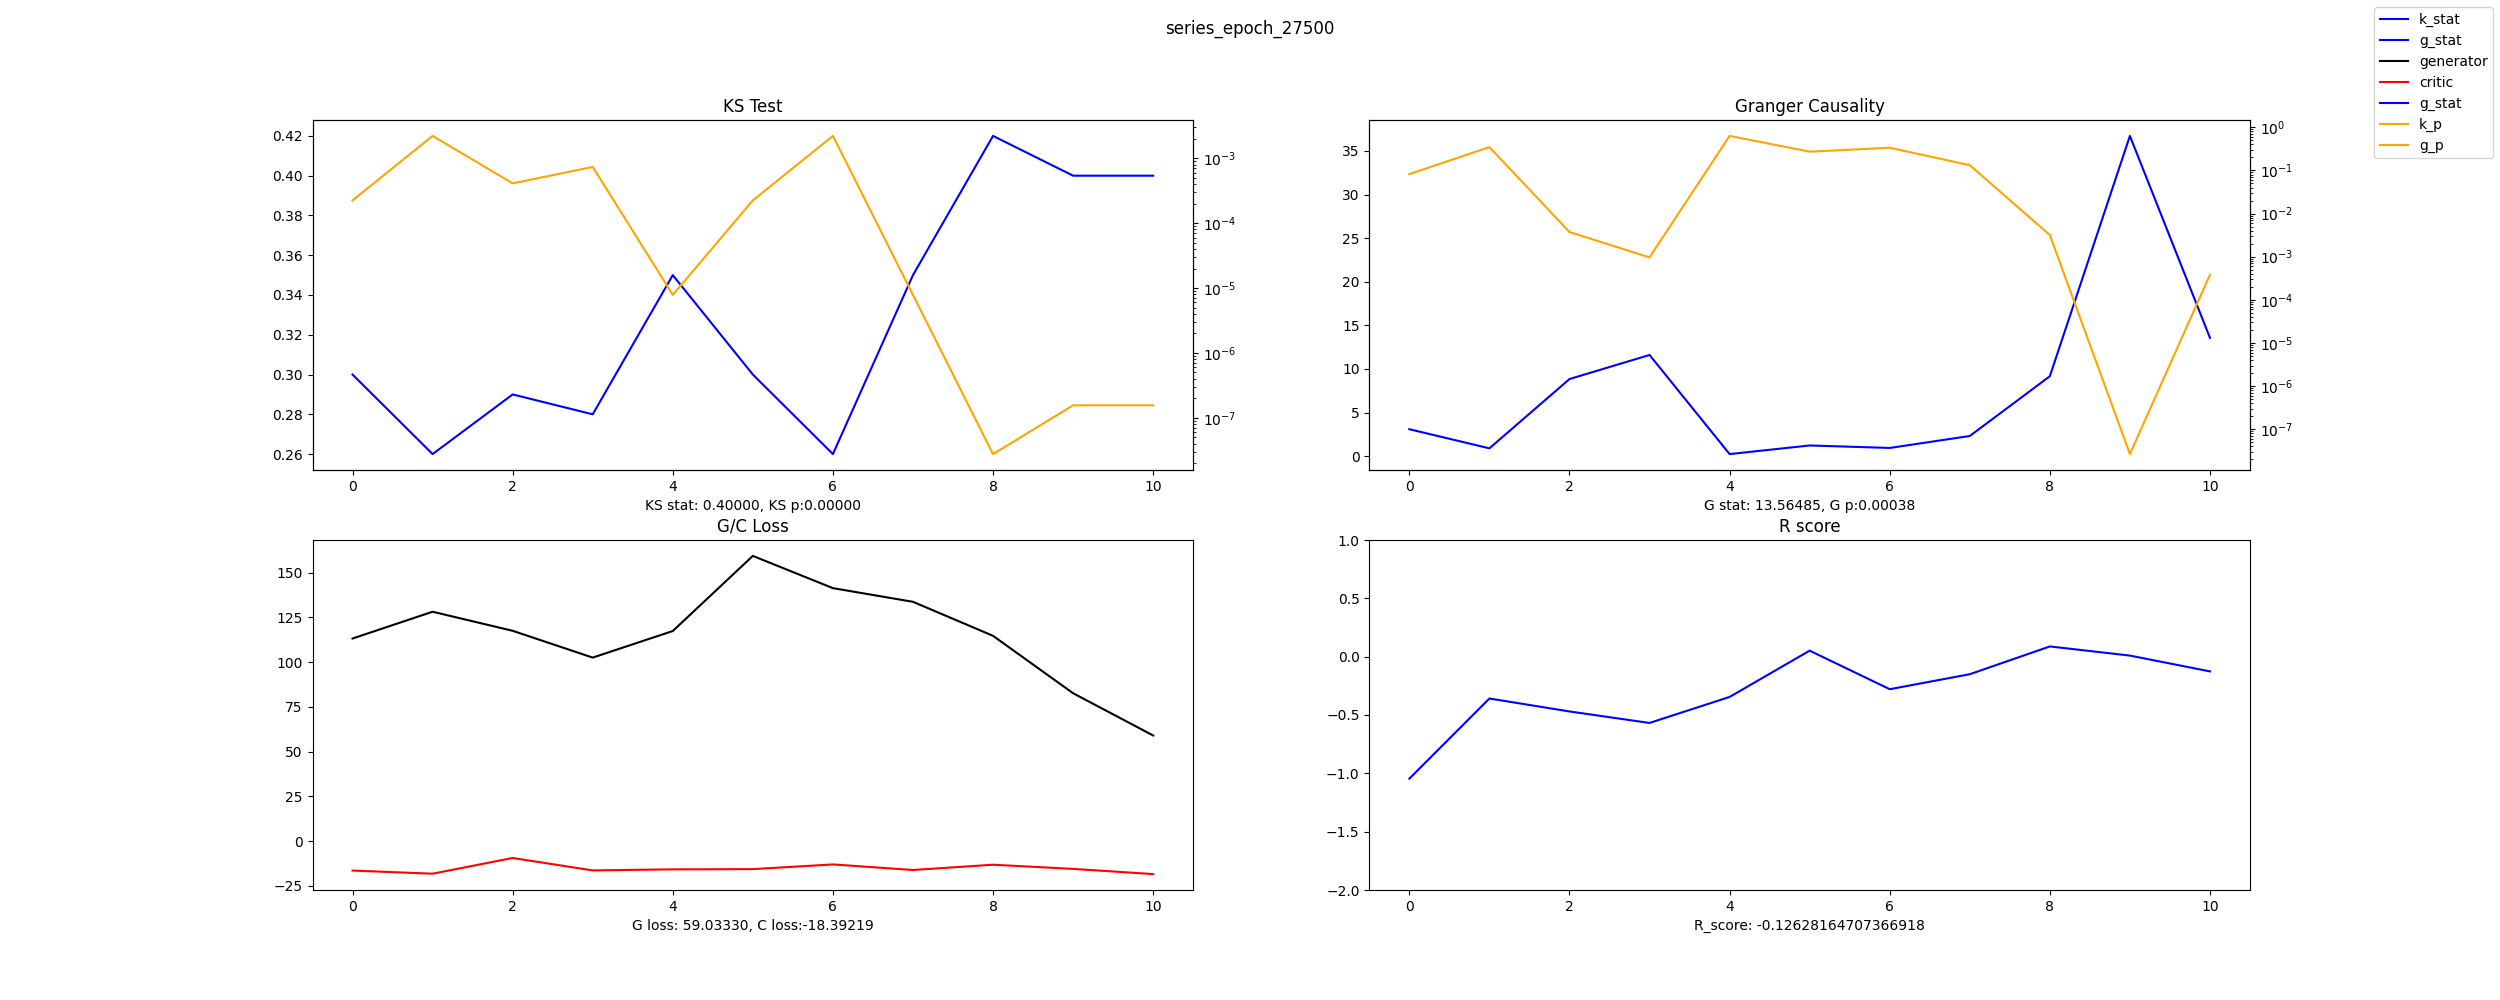 series_epoch_27500
k_stat
g_stat
generator
critic
g_stat
k_p
g_p
KS Test
0.42
0.40
0.38
0.36
0.34
0.32
0.30
0.28
0.26
10⁻³
10⁻⁴
10⁻⁵
10⁻⁶
10⁻⁷
0 2 4 6 8 10
KS stat: 0.40000, KS p:0.00000
Granger Causality
35
30
25
20
15
10
5
0
10⁰
10⁻¹
10⁻²
10⁻³
10⁻⁴
10⁻⁵
10⁻⁶
10⁻⁷
0 2 4 6 8 10
G stat: 13.56485, G p:0.00038
G/C Loss
150
125
100
75
50
25
0
−25
0 2 4 6 8 10
G loss: 59.03330, C loss:-18.39219
R score
1.0
0.5
0.0
−0.5
−1.0
−1.5
−2.0
0 2 4 6 8 10
R_score: -0.12628164707366918